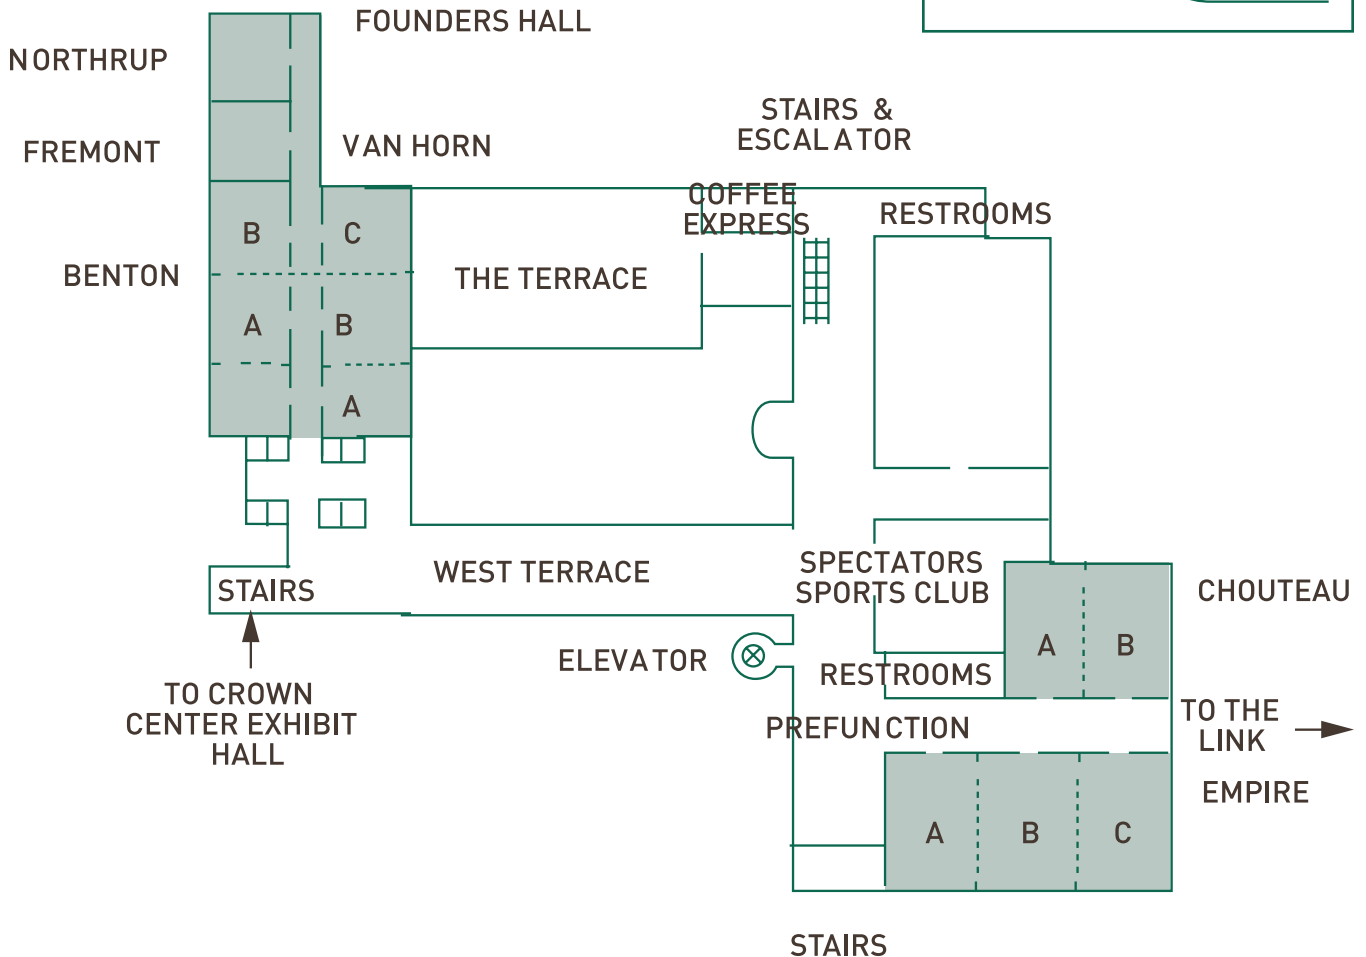 FOUNDERS HALL
NORTHRUP
STAIRS &
ESCALATOR
FREMONT
VAN HORN
COFFEE
EXPRESS
RESTROOMS
B
C
BENTON
THE TERRACE
A
B
A
WEST TERRACE
SPECTATORS
SPORTS CLUB
STAIRS
CHOUTEAU
A
B
ELEVATOR
RESTROOMS
TO CROWN
CENTER EXHIBIT
HALL
PREFUNCTION
TO THE
LINK
EMPIRE
A
B
C
STAIRS